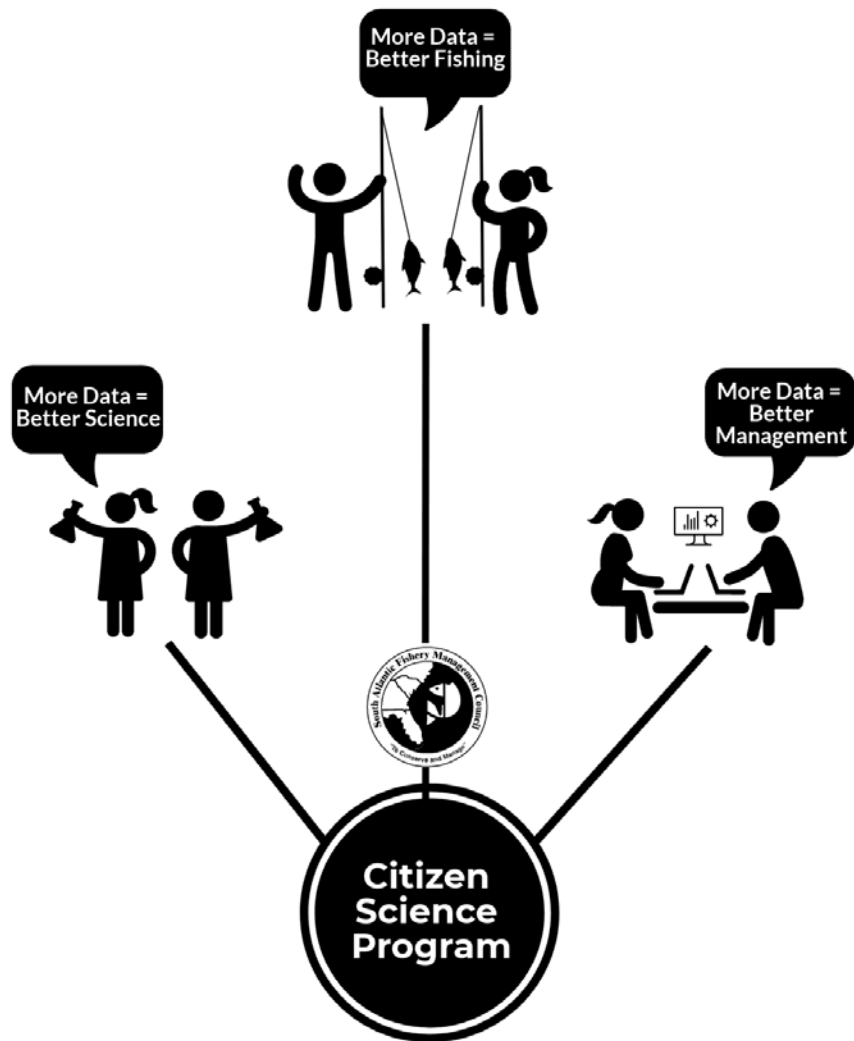 More Data =
Better Fishing
More Data =
Better Science
More Data =
Better
Management
South Atlantic Fishery Management Council
"To Conserve and Manage"
Citizen
Science
Program